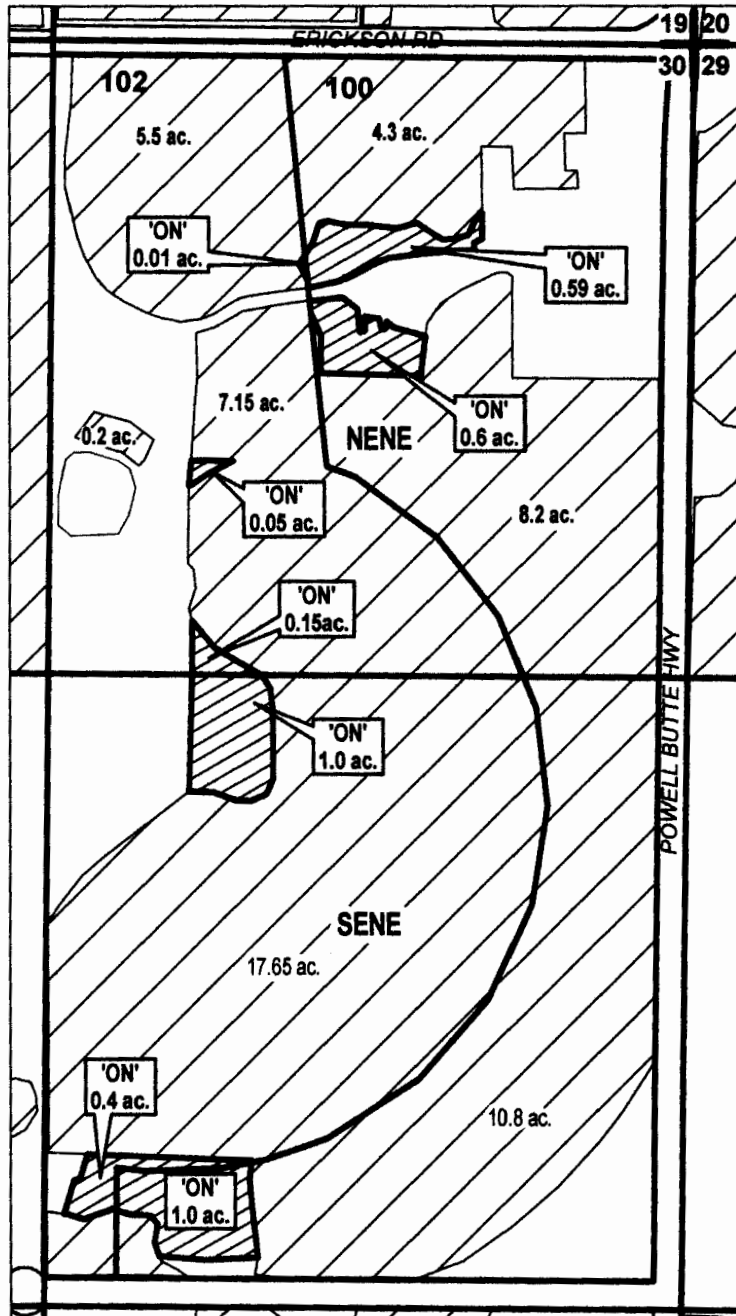 19 20
ERICKSON RD
30 29
102
100
5.5 ac.
4.3 ac.
'ON'
0.01 ac.
'ON'
0.59 ac.
7.15 ac.
'ON'
0.6 ac.
NENE
0.2 ac.
'ON'
0.05 ac.
8.2 ac.
'ON'
0.15ac.
'ON'
1.0 ac.
POWELL BUTTE HWY
SENE
17.65 ac.
'ON'
0.4 ac.
10.8 ac.
'ON'
1.0 ac.